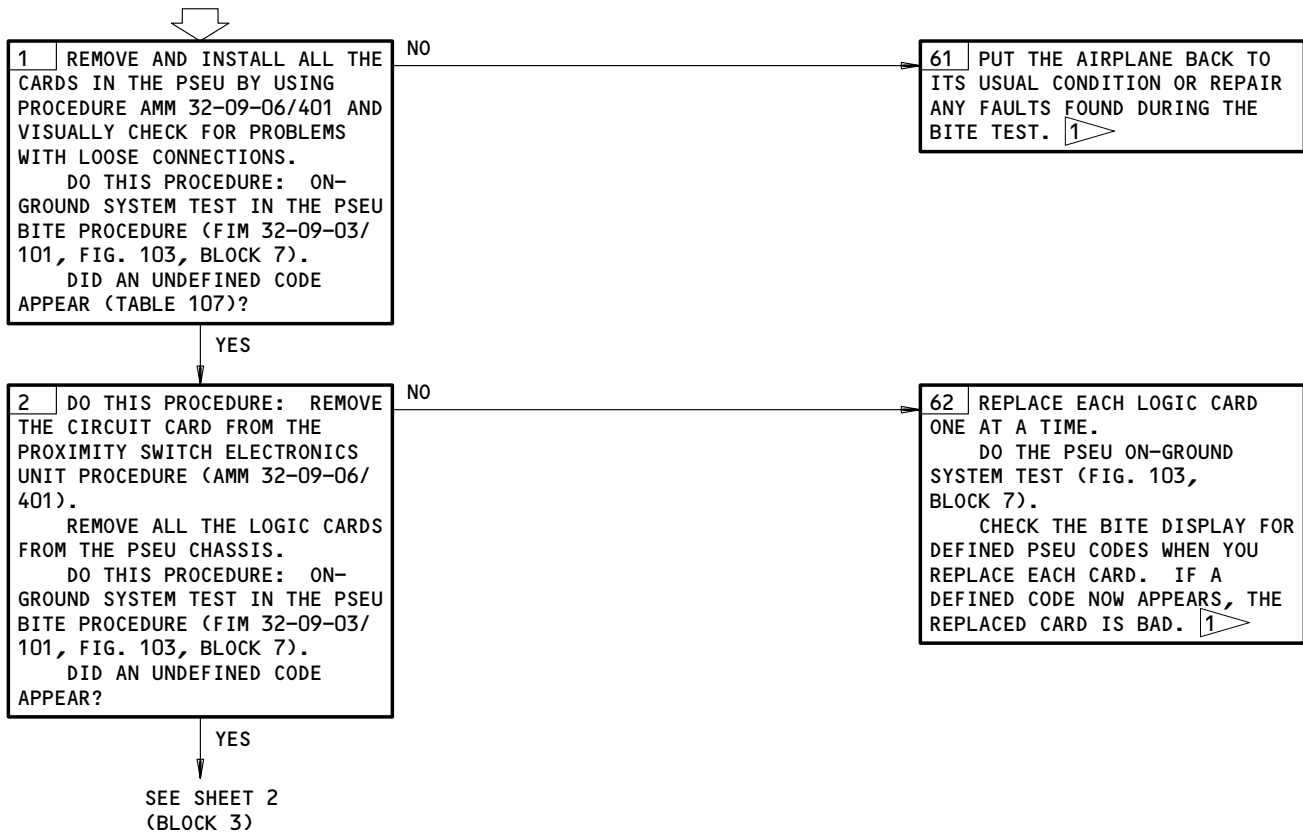 1 REMOVE AND INSTALL ALL THE
CARDS IN THE PSEU BY USING
PROCEDURE AMM 32-09-06/401 AND
VISUALLY CHECK FOR PROBLEMS
WITH LOOSE CONNECTIONS.
DO THIS PROCEDURE: ON-
GROUND SYSTEM TEST IN THE PSEU
BITE PROCEDURE (FIM 32-09-03/
101, FIG. 103, BLOCK 7).
DID AN UNDEFINED CODE
APPEAR (TABLE 107)?
NO
61 PUT THE AIRPLANE BACK TO
ITS USUAL CONDITION OR REPAIR
ANY FAULTS FOUND DURING THE
BITE TEST. 1
YES
2 DO THIS PROCEDURE: REMOVE
THE CIRCUIT CARD FROM THE
PROXIMITY SWITCH ELECTRONICS
UNIT PROCEDURE (AMM 32-09-06/
401).
REMOVE ALL THE LOGIC CARDS
FROM THE PSEU CHASSIS.
DO THIS PROCEDURE: ON-
GROUND SYSTEM TEST IN THE PSEU
BITE PROCEDURE (FIM 32-09-03/
101, FIG. 103, BLOCK 7).
DID AN UNDEFINED CODE
APPEAR?
NO
62 REPLACE EACH LOGIC CARD
ONE AT A TIME.
DO THE PSEU ON-GROUND
SYSTEM TEST (FIG. 103,
BLOCK 7).
CHECK THE BITE DISPLAY FOR
DEFINED PSEU CODES WHEN YOU
REPLACE EACH CARD. IF A
DEFINED CODE NOW APPEARS, THE
REPLACED CARD IS BAD. 1
YES
SEE SHEET 2
(BLOCK 3)